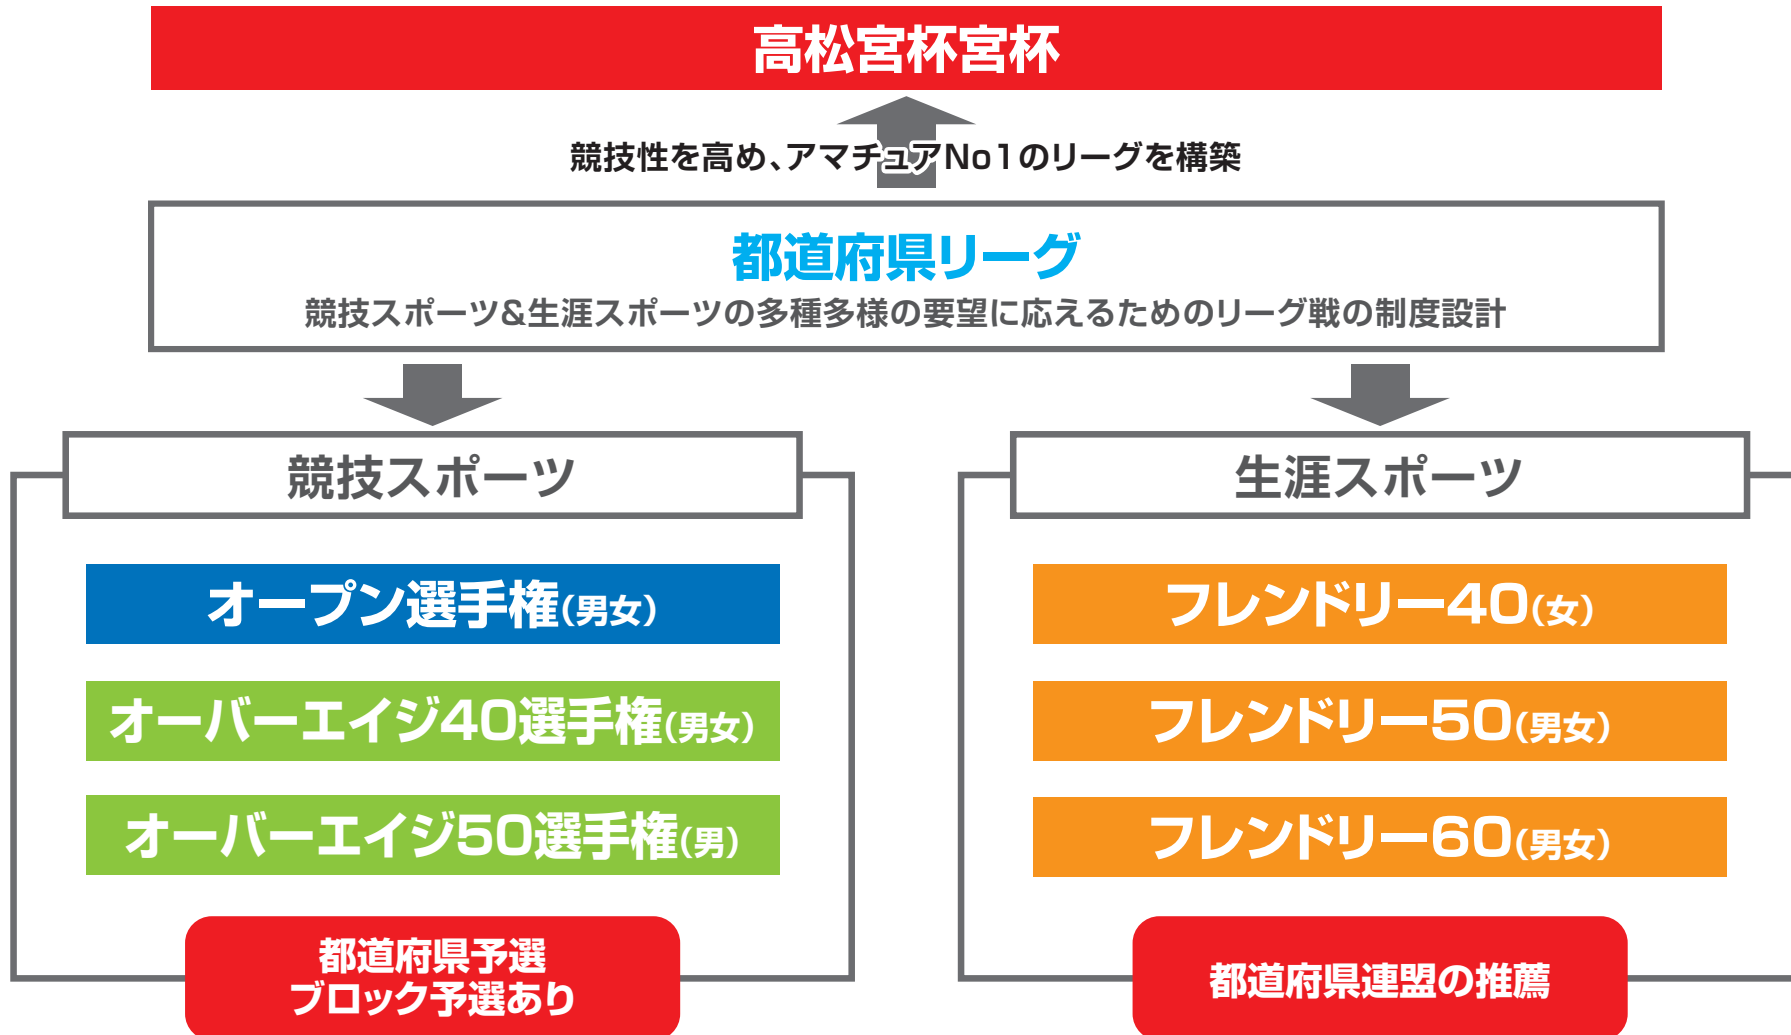 高松宮杯宮杯
競技性を高め、アマチュアNo1のリーグを構築
都道府県リーグ
競技スポーツ&生涯スポーツの多種多様の要望に応えるためのリーグ戦の制度設計
競技スポーツ
オープン選手権(男女)
オーバーエイジ40選手権(男女)
オーバーエイジ50選手権(男)
都道府県予選
ブロック予選あり
生涯スポーツ
フレンドリー40(女)
フレンドリー50(男女)
フレンドリー60(男女)
都道府県連盟の推薦